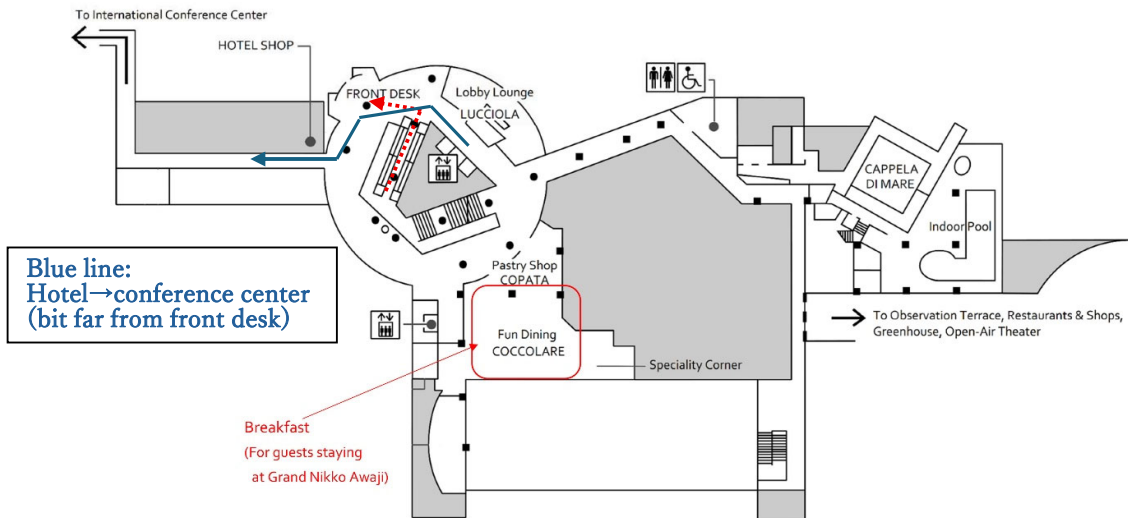 To International Conference Center
HOTEL SHOP
FRONT DESK
Lobby Lounge
LUCCIOLA
CAPPELA
DI MARE
Indoor Pool
Blue line:
Hotel→conference center
(bit far from front desk)
Pastry Shop
COPATA
Fun Dining
COCCOLARE
Speciality Corner
To Observation Terrace, Restaurants & Shops,
Greenhouse, Open-Air Theater
Breakfast
(For guests staying
at Grand Nikko Awaji)